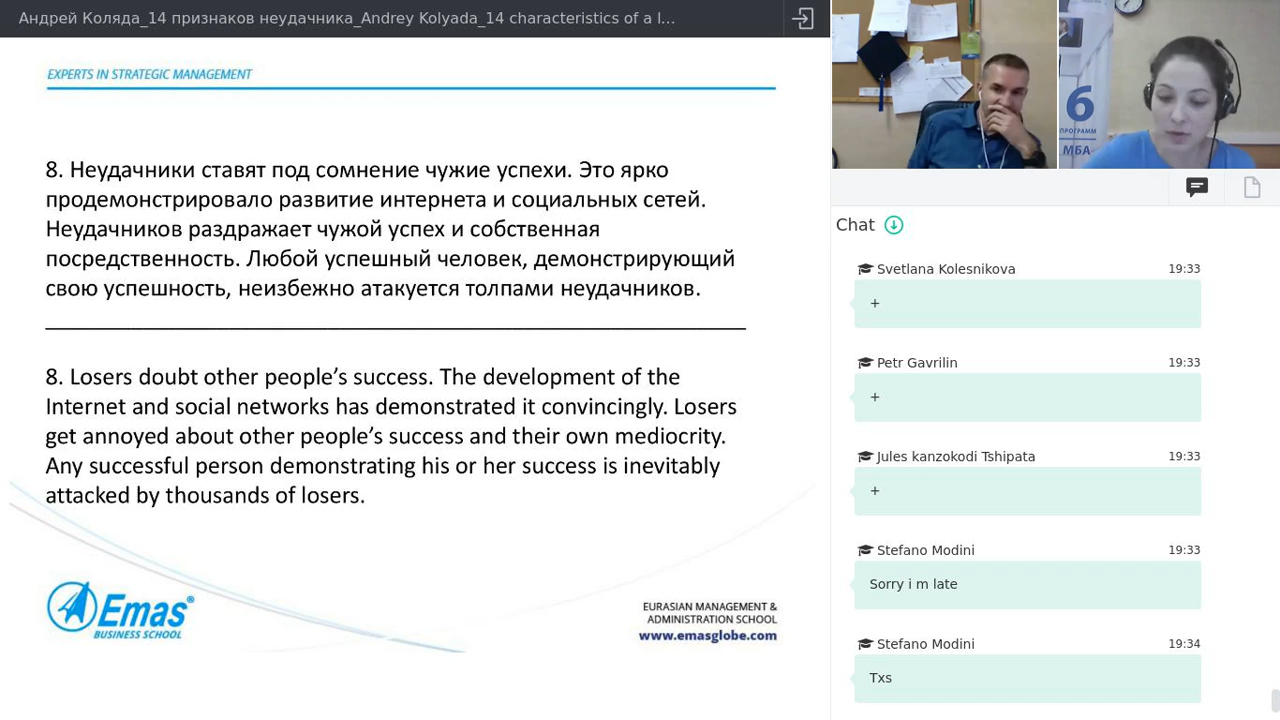 Андрей Коляда_14 признаков неудачника_Andrey Kolyada_14 characteristics of a l...
EXPERTS IN STRATEGIC MANAGEMENT
8. Неудачники ставят под сомнение чужие успехи. Это ярко
продемонстрировало развитие интернета и социальных сетей.
Неудачников раздражает чужой успех и собственная
посредственность. Любой успешный человек, демонстрирующий
свою успешность, неизбежно атакуется толпами неудачников.
8. Losers doubt other people’s success. The development of the
Internet and social networks has demonstrated it convincingly. Losers
get annoyed about other people’s success and their own mediocrity.
Any successful person demonstrating his or her success is inevitably
attacked by thousands of losers.
Emas®
BUSINESS SCHOOL
EURASIAN MANAGEMENT &
ADMINISTRATION SCHOOL
www.emasglobe.com
6
ПРОГРАММ
МБА
Chat
Svetlana Kolesnikova 19:33
+
Petr Gavrilin 19:33
+
Jules kanzokodi Tshipata 19:33
+
Stefano Modini 19:33
Sorry i m late
Stefano Modini 19:34
Txs